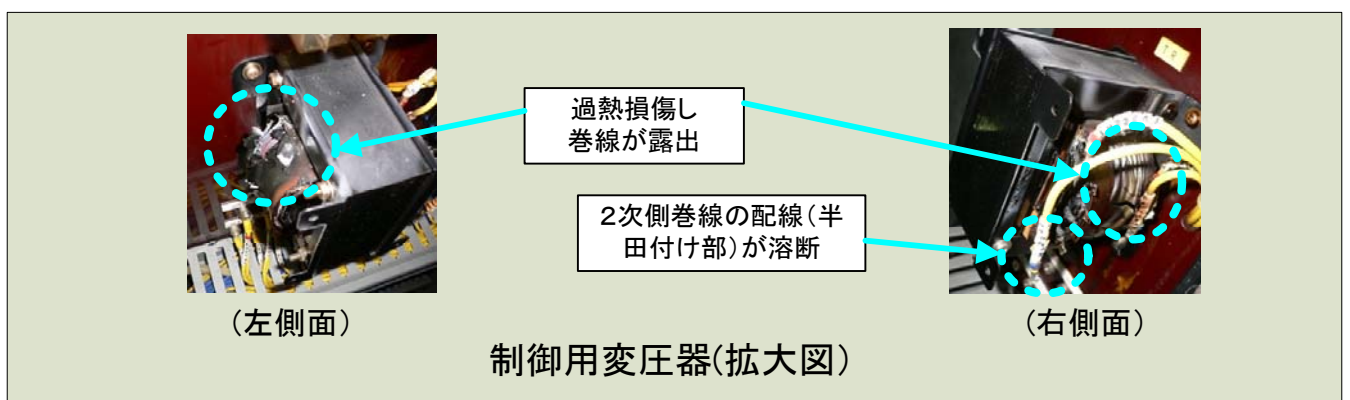 過熱損傷し
巻線が露出
2次側巻線の配線(半
田付け部)が溶断
TR
(左側面)
(右側面)
制御用変圧器(拡大図)